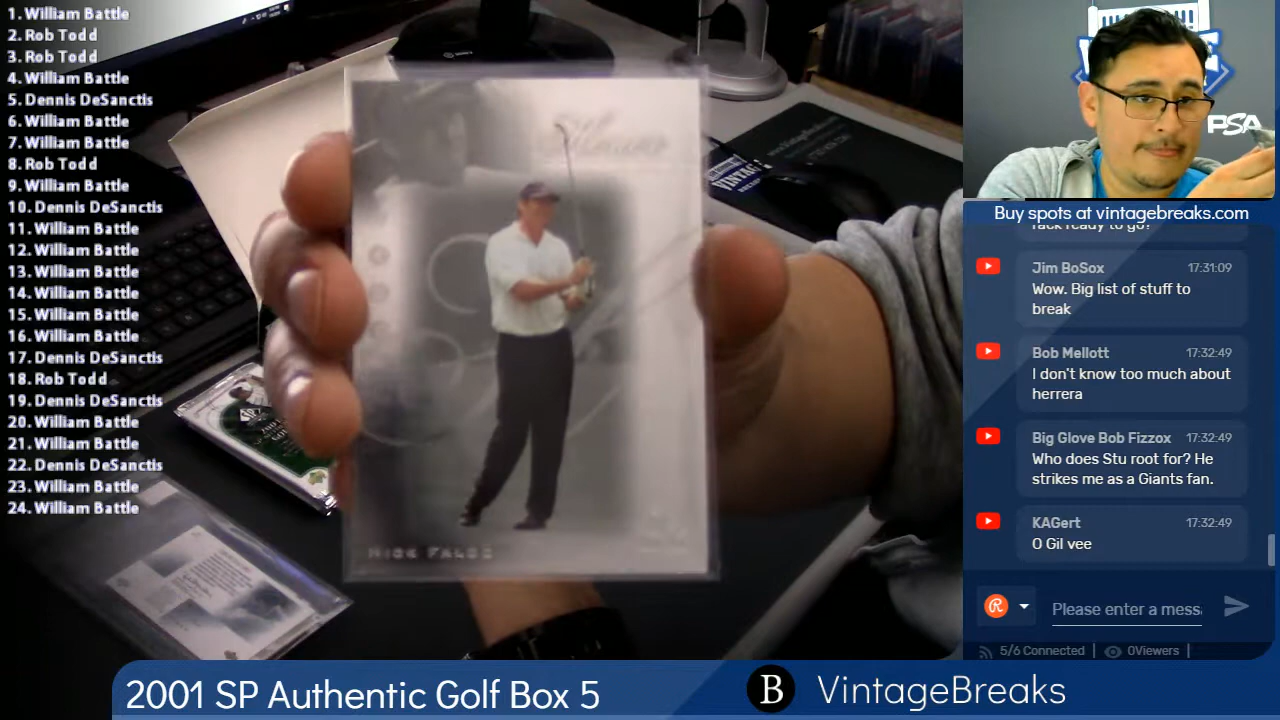 1. William Battle
2. Rob Todd
3. Rob Todd
4. William Battle
5. Dennis DeSanctis
6. William Battle
7. William Battle
8. Rob Todd
9. William Battle
10. Dennis DeSanctis
11. William Battle
12. William Battle
13. William Battle
14. William Battle
15. William Battle
16. William Battle
17. Dennis DeSanctis
18. Rob Todd
19. Dennis DeSanctis
20. William Battle
21. William Battle
22. Dennis DeSanctis
23. William Battle
24. William Battle
NICK FALDO
VINTAGE
PSA
Buy spots at vintagebreaks.com
rack ready to go?
Jim BoSox 17:31:09
Wow. Big list of stuff to
break
Bob Mellott 17:32:49
I don't know too much about
herrera
Big Glove Bob Fizzox 17:32:49
Who does Stu root for? He
strikes me as a Giants fan.
KAGert 17:32:49
O Gil vee
Please enter a mess
5/6 Connected | 0Viewers |
2001 SP Authentic Golf Box 5
B VintageBreaks